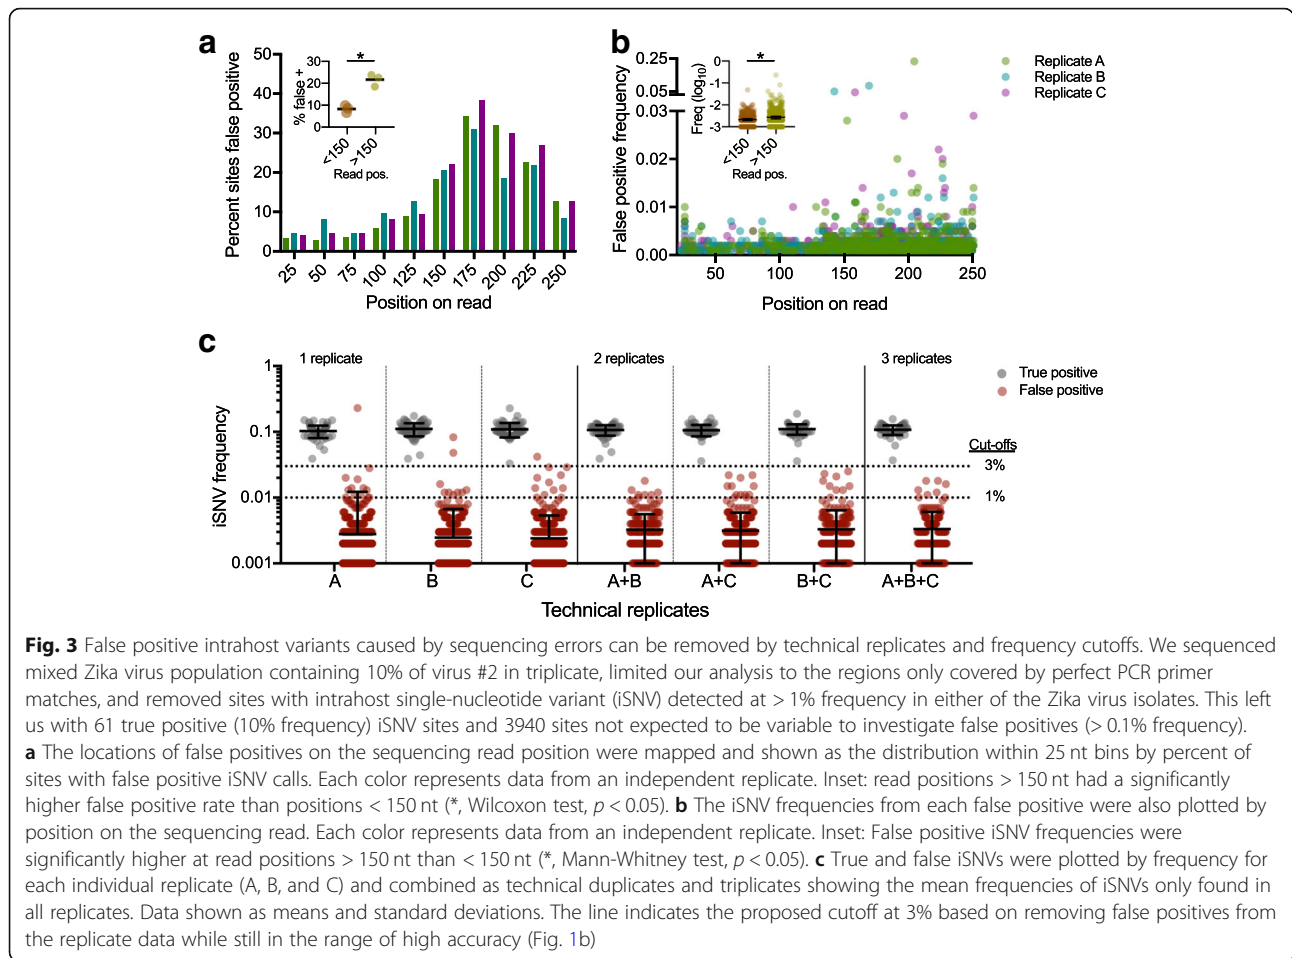 a
Percent sites false positive
50
40
30
20
10
0
25
50
75
100
125
150
175
200
225
250
Position on read
% false +
30
20
10
0
*
<150
>150
Read pos.
b
False positive frequency
0.25
0.05
0.03
0.02
0.01
0.00
50
100
150
200
250
Position on read
Freq (log10)
0
-1
-2
-3
*
<150
>150
Read pos.
Replicate A
Replicate B
Replicate C
c
1 replicate
2 replicates
3 replicates
iSNV frequency
1
0.1
0.01
0.001
A
B
C
A+B
A+C
B+C
A+B+C
Technical replicates
True positive
False positive
Cut-offs
3%
1%
Fig. 3 False positive intrahost variants caused by sequencing errors can be removed by technical replicates and frequency cutoffs. We sequenced
mixed Zika virus population containing 10% of virus #2 in triplicate, limited our analysis to the regions only covered by perfect PCR primer
matches, and removed sites with intrahost single-nucleotide variant (iSNV) detected at > 1% frequency in either of the Zika virus isolates. This left
us with 61 true positive (10% frequency) iSNV sites and 3940 sites not expected to be variable to investigate false positives (> 0.1% frequency).
a The locations of false positives on the sequencing read position were mapped and shown as the distribution within 25 nt bins by percent of
sites with false positive iSNV calls. Each color represents data from an independent replicate. Inset: read positions > 150 nt had a significantly
higher false positive rate than positions < 150 nt (*, Wilcoxon test, p < 0.05). b The iSNV frequencies from each false positive were also plotted by
position on the sequencing read. Each color represents data from an independent replicate. Inset: False positive iSNV frequencies were
significantly higher at read positions > 150 nt than < 150 nt (*, Mann-Whitney test, p < 0.05). c True and false iSNVs were plotted by frequency for
each individual replicate (A, B, and C) and combined as technical duplicates and triplicates showing the mean frequencies of iSNVs only found in
all replicates. Data shown as means and standard deviations. The line indicates the proposed cutoff at 3% based on removing false positives from
the replicate data while still in the range of high accuracy (Fig. 1b)